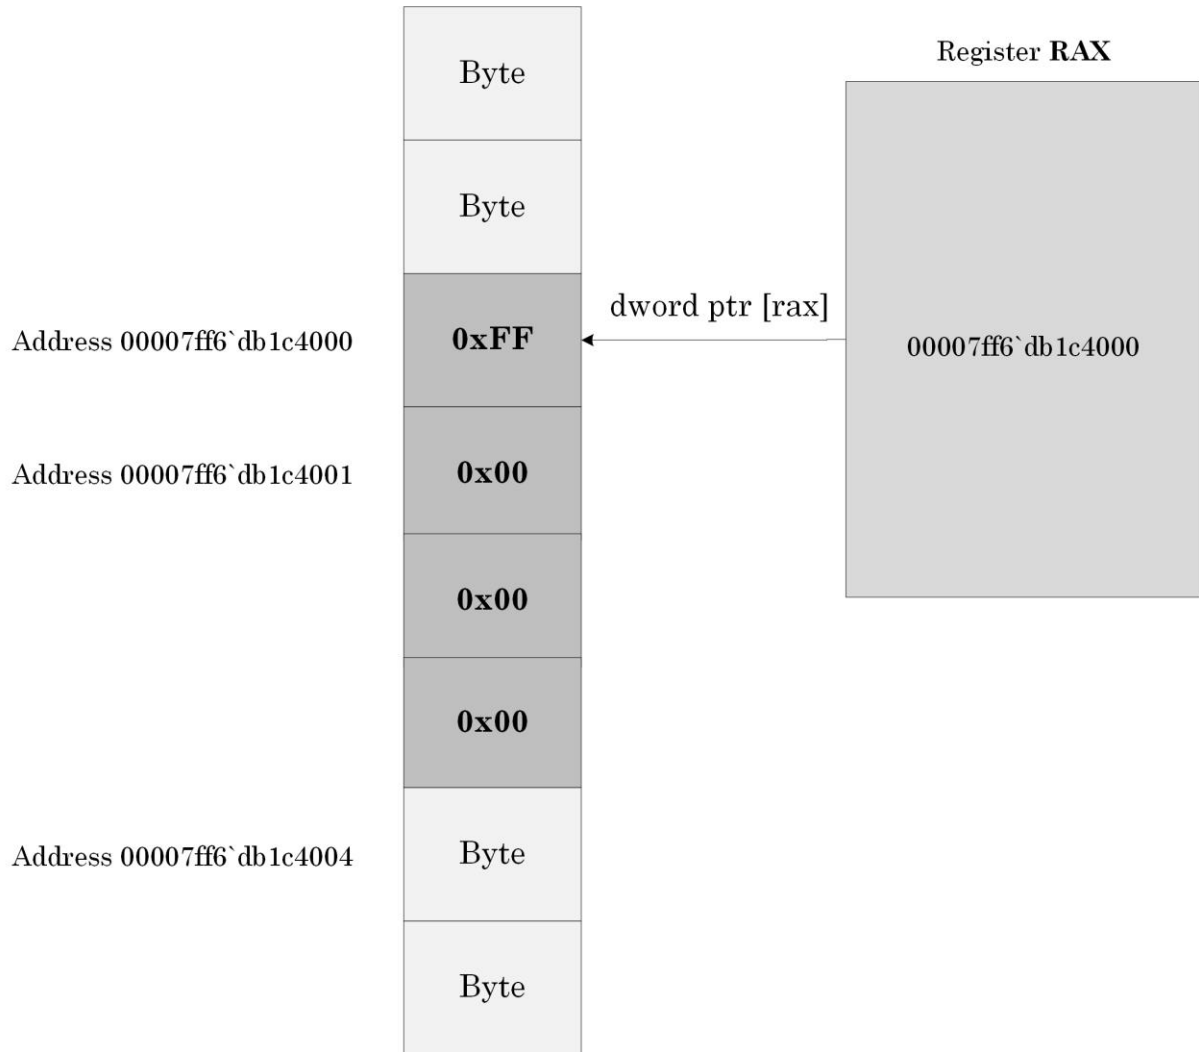 Register RAX
Byte
Byte
dword ptr [rax]
Address 00007ff6`db1c4000
0xFF
00007ff6`db1c4000
Address 00007ff6`db1c4001
0x00
0x00
0x00
Address 00007ff6`db1c4004
Byte
Byte